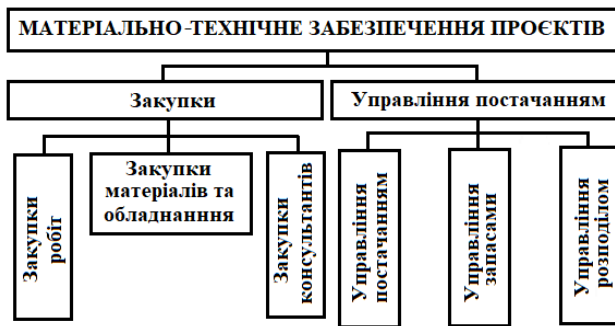 МАТЕРІАЛЬНО-ТЕХНІЧНЕ ЗАБЕЗПЕЧЕННЯ ПРОЄКТІВ
Закупки
Управління постачанням
Закупки
робіт
Закупки
матеріалів та
обладнанння
Закупки
консультантів
Управління
постачанням
Управління
запасами
Управління
розподілом